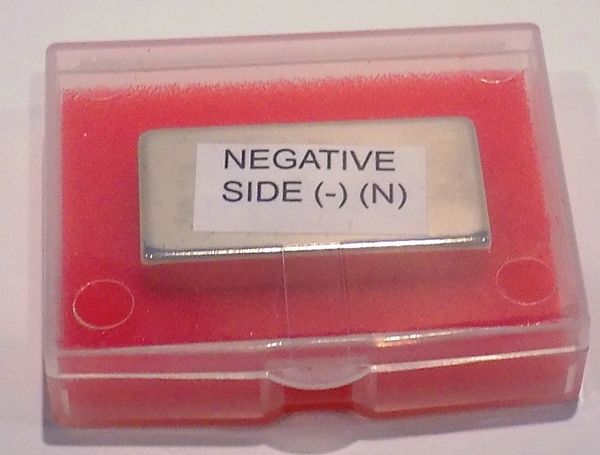 NEGATIVE
SIDE (-) (N)